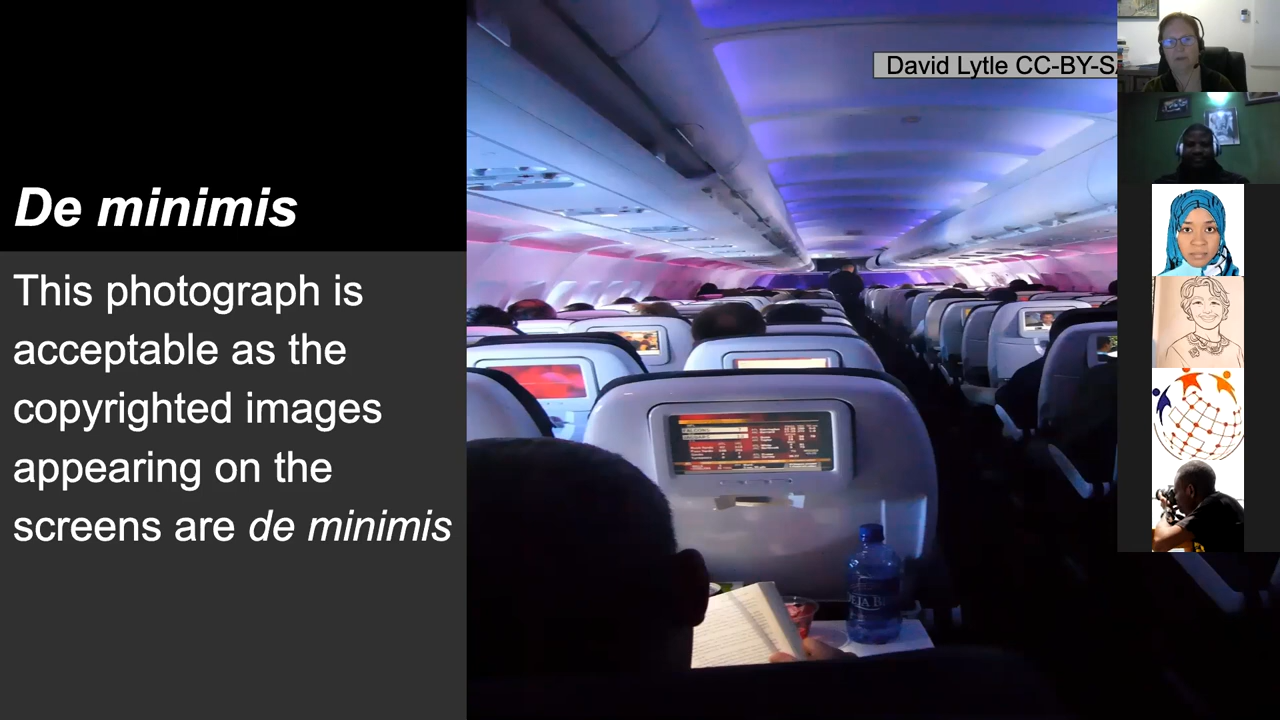 De minimis
This photograph is
acceptable as the
copyrighted images
appearing on the
screens are de minimis
David Lytle CC-BY-S